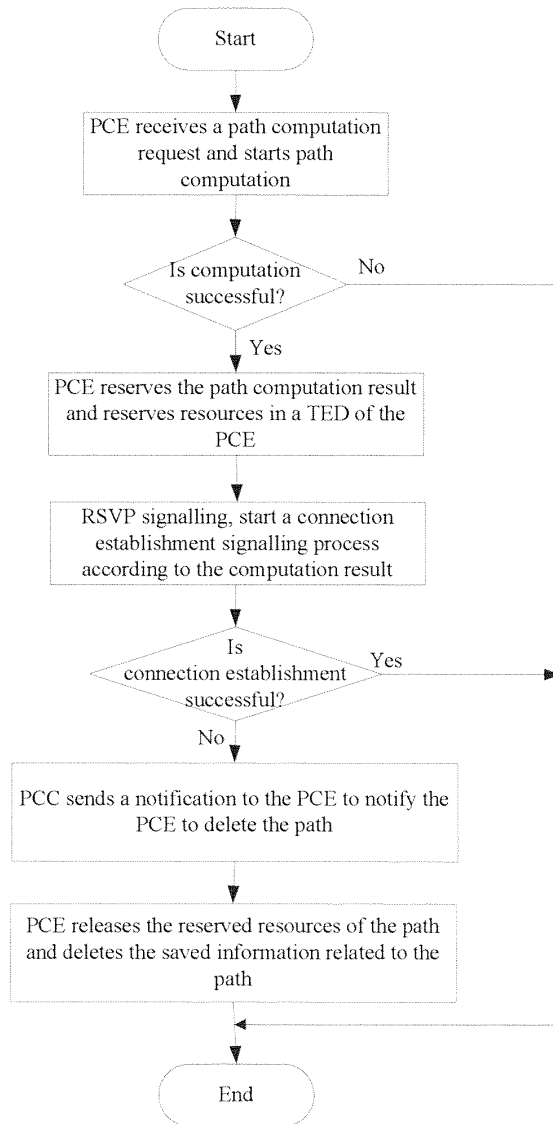 Start
PCE receives a path computation
request and starts path
computation
Is computation
successful?
No
Yes
PCE reserves the path computation result
and reserves resources in a TED of the
PCE
RSVP signalling, start a connection
establishment signalling process
according to the computation result
Is
connection establishment
successful?
Yes
No
PCC sends a notification to the PCE to notify the
PCE to delete the path
PCE releases the reserved resources of the path
and deletes the saved information related to the
path
End